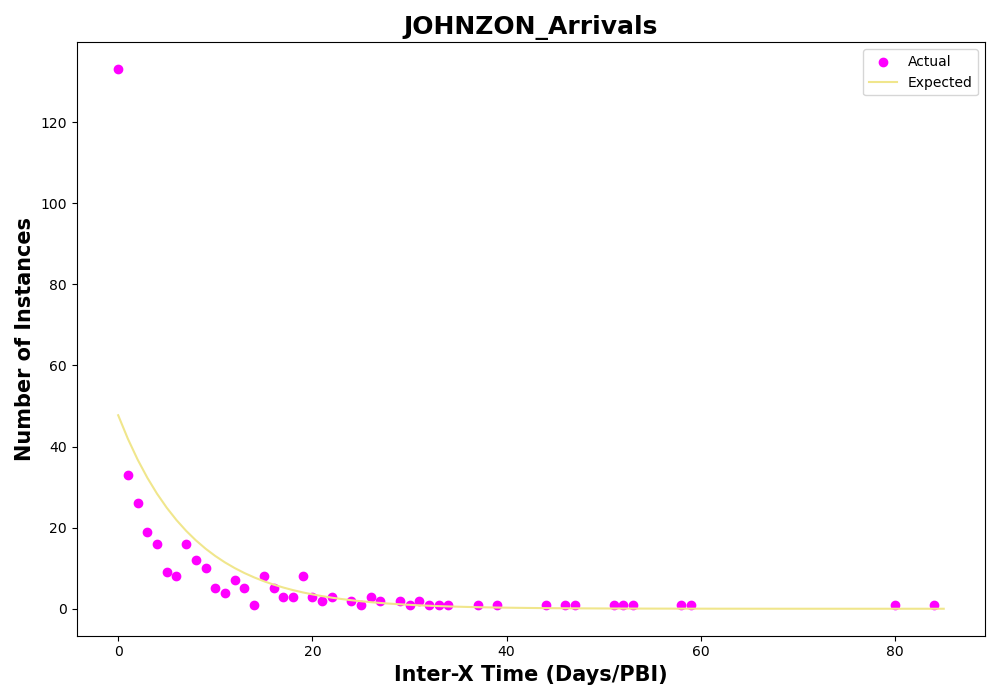 JOHNZON_Arrivals
Actual
Expected
Number of Instances
120
100
80
60
40
20
0
0 20 40 60 80
Inter-X Time (Days/PBI)